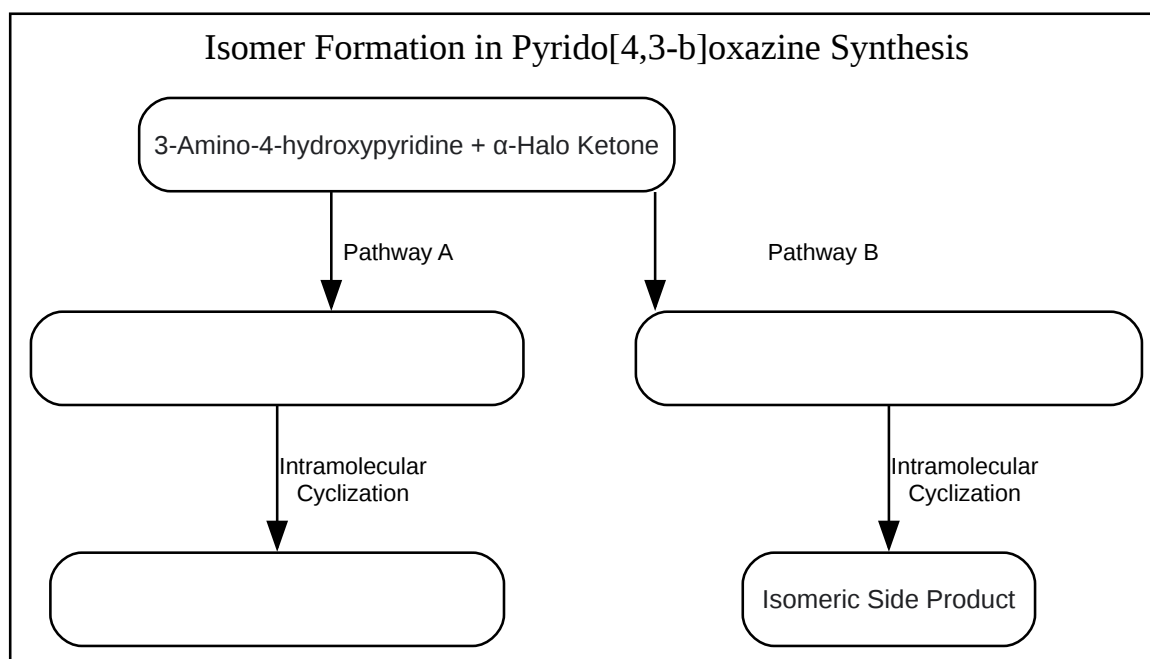 Isomer Formation in Pyrido[4,3-b]oxazine Synthesis
3-Amino-4-hydroxypyridine + α-Halo Ketone
Pathway A
Pathway B
Intramolecular
Cyclization
Intramolecular
Cyclization
Isomeric Side Product